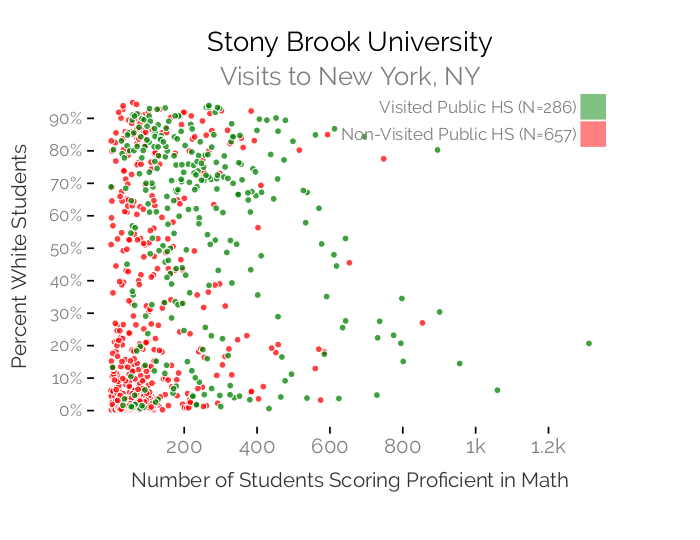 Stony Brook University
Visits to New York, NY
Visited Public HS (N=286)
Non-Visited Public HS (N=657)
Percent White Students
90%
80%
70%
60%
50%
40%
30%
20%
10%
0%
200 400 600 800 1k 1.2k
Number of Students Scoring Proficient in Math